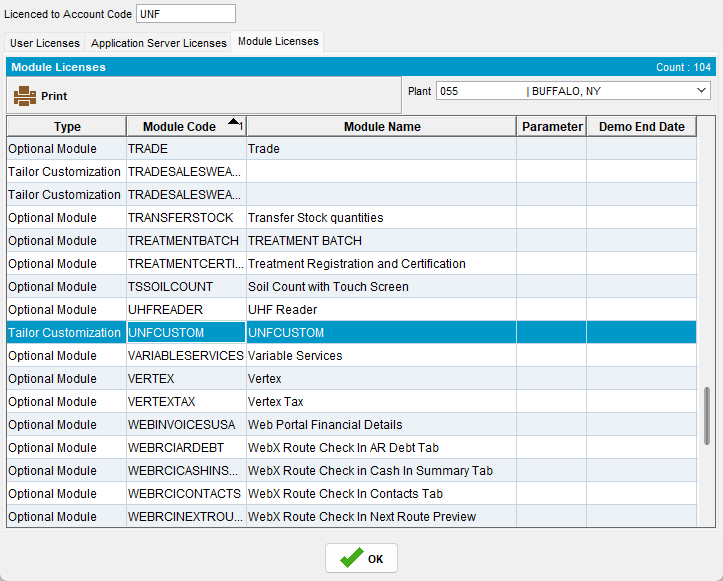 Licenced to Account Code UNF
User Licenses Application Server Licenses Module Licenses
Module Licenses Count : 104
Print Plant 055 | BUFFALO, NY
Type Module Code 1 Module Name Parameter Demo End Date
Optional Module TRADE Trade
Tailor Customization TRADESALESWEA...
Tailor Customization TRADESALESWEA...
Optional Module TRANSFERSTOCK Transfer Stock quantities
Optional Module TREATMENTBATCH TREATMENT BATCH
Optional Module TREATMENTCERTI... Treatment Registration and Certification
Optional Module TSSOILCOUNT Soil Count with Touch Screen
Optional Module UHFREADER UHF Reader
Tailor Customization UNFCUSTOM UNFCUSTOM
Optional Module VARIABLESERVICES Variable Services
Optional Module VERTEX Vertex
Optional Module VERTEXTAX Vertex Tax
Optional Module WEBINVOICESUSA Web Portal Financial Details
Optional Module WEBRCIARDEBT WebX Route Check In AR Debt Tab
Optional Module WEBRCICASHINS... WebX Route Check in Cash In Summary Tab
Optional Module WEBRCICONTACTS WebX Route Check In Contacts Tab
Optional Module WEBRCINEXTROU... WebX Route Check In Next Route Preview
OK